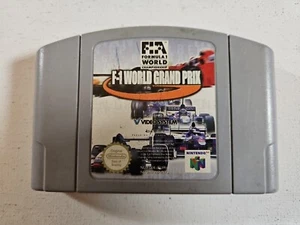 FIA
FORMULA 1
WORLD
CHAMPIONSHIP
F-1 WORLD GRAND PRIX
VIDEO SYSTEM
NINTENDO 64